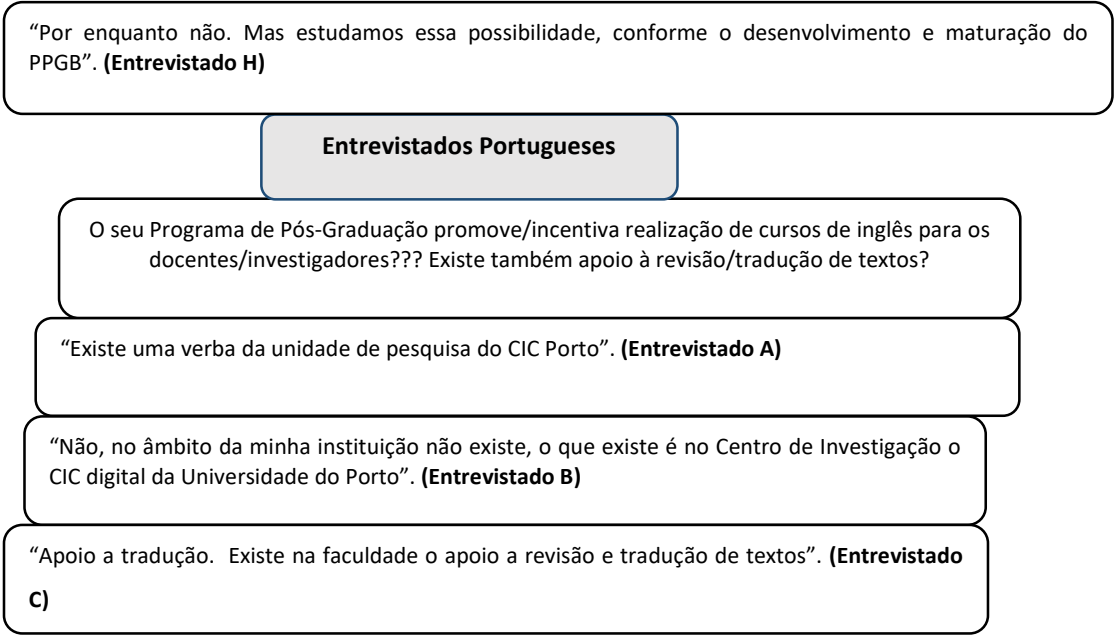 “Por enquanto não. Mas estudamos essa possibilidade, conforme o desenvolvimento e maturação do
PPGB”. (Entrevistado H)
Entrevistados Portugueses
O seu Programa de Pós-Graduação promove/incentiva realização de cursos de inglês para os
docentes/investigadores??? Existe também apoio à revisão/tradução de textos?
“Existe uma verba da unidade de pesquisa do CIC Porto”. (Entrevistado A)
“Não, no âmbito da minha instituição não existe, o que existe é no Centro de Investigação o
CIC digital da Universidade do Porto”. (Entrevistado B)
“Apoio a tradução. Existe na faculdade o apoio a revisão e tradução de textos”. (Entrevistado
C)